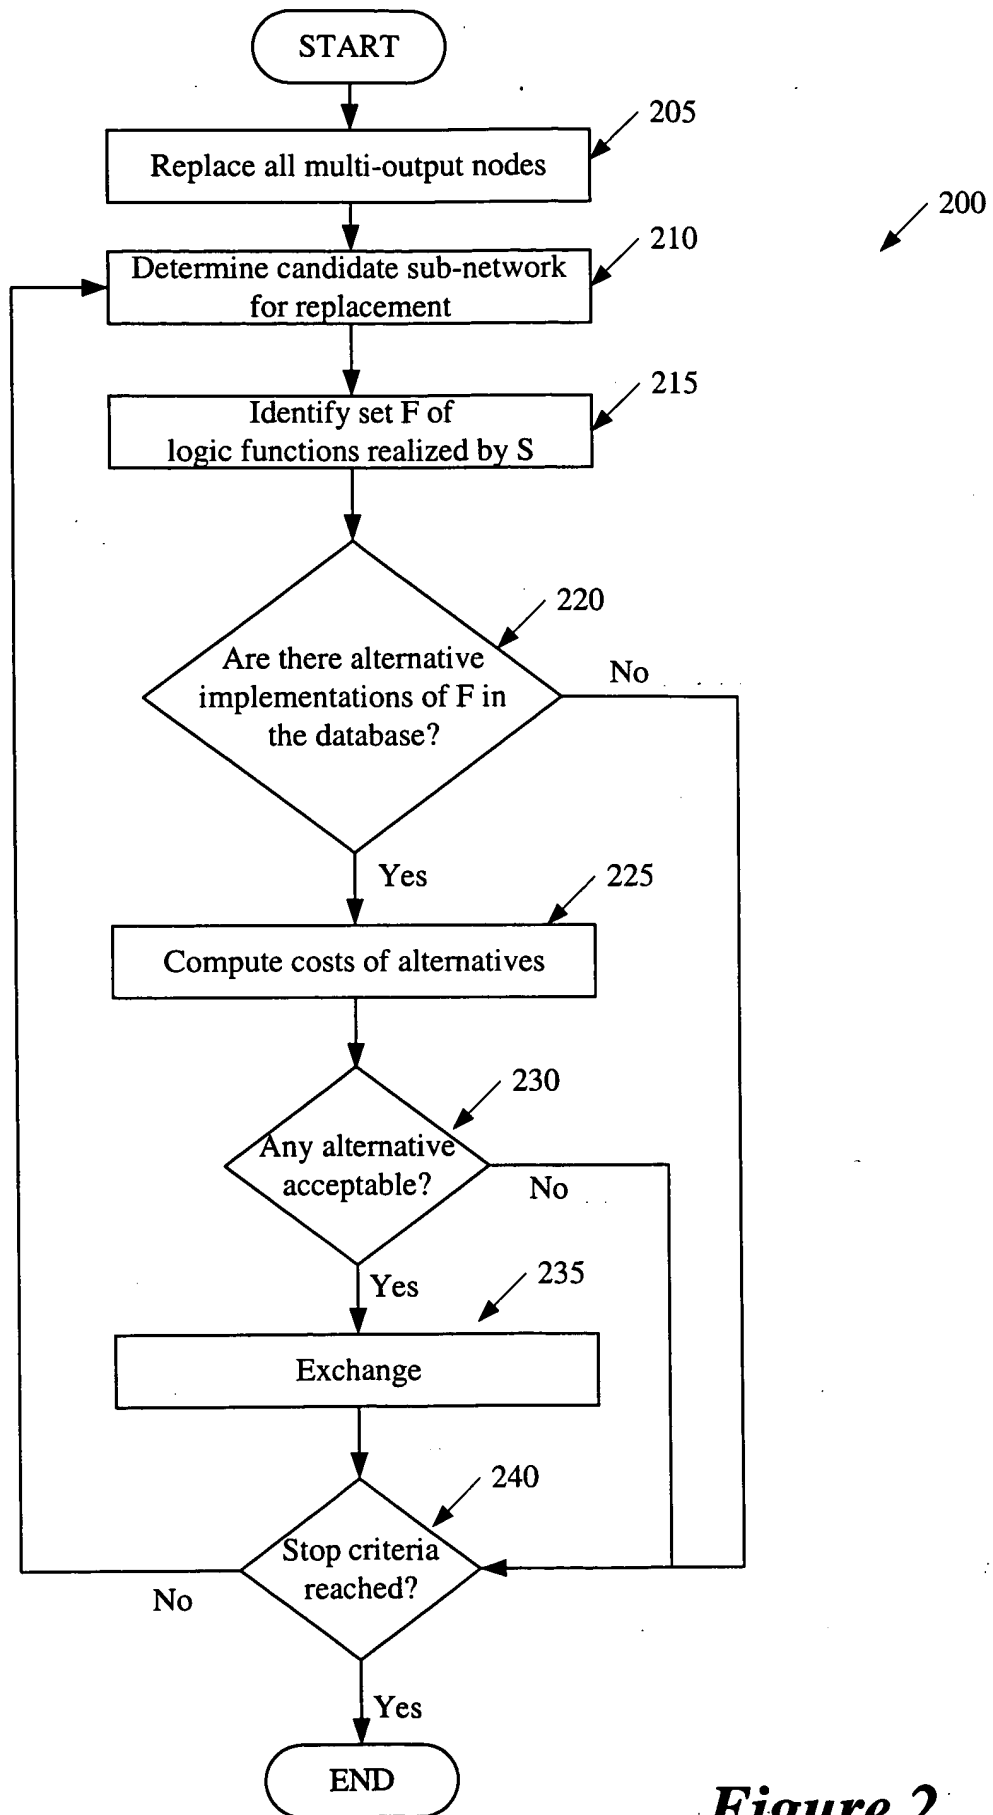 START
205
Replace all multi-output nodes
200
210
Determine candidate sub-network
for replacement
215
Identify set F of
logic functions realized by S
220
Are there alternative
implementations of F in
the database?
No
Yes
225
Compute costs of alternatives
230
Any alternative
acceptable?
No
Yes
235
Exchange
240
Stop criteria
reached?
No
Yes
END
Figure 2